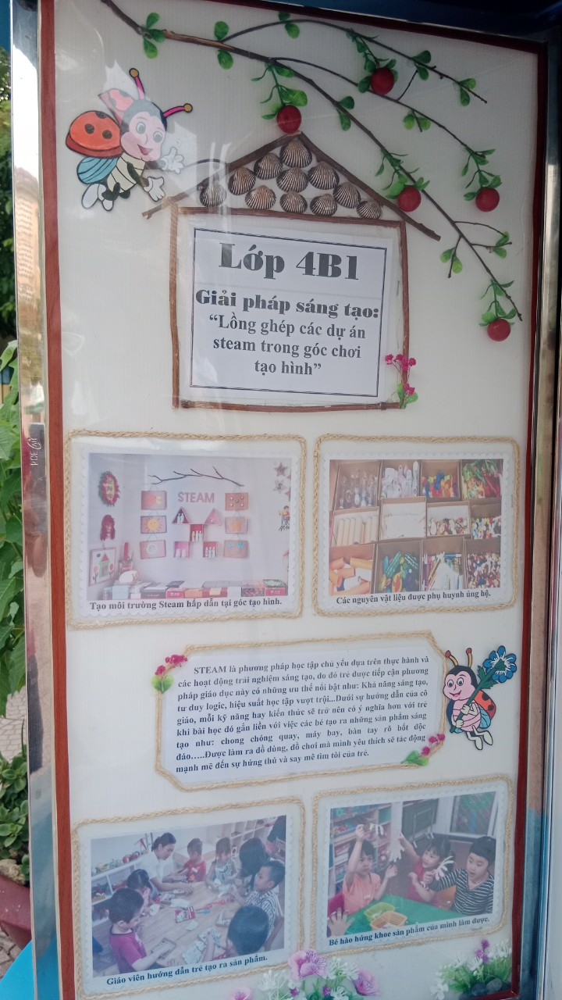 Lớp 4B1
Giải pháp sáng tạo:
“Lồng ghép các dự án
steam trong góc chơi
tạo hình”
STEAM
Tạo môi trường Steam hấp dẫn tại góc tạo hình.
Các nguyên vật liệu được phụ huynh ủng hộ.
STEAM là phương pháp học tập chủ yếu dựa trên thực hành và
các hoạt động trải nghiệm sáng tạo, do đó trẻ được tiếp cận phương
pháp giáo dục này có những ưu thế nổi bật như: Khả năng sáng tạo,
tư duy logic, hiệu suất học tập vượt trội...Dưới sự hướng dẫn của cô
giáo, mỗi kỹ năng hay kiến thức sẽ trở nên có ý nghĩa hơn với trẻ
khi bài học đó gắn liền với việc các bé tạo ra những sản phẩm sáng
tạo như: chong chóng quay, máy bay, bàn tay rô bốt độc
đáo…..Được làm ra đồ dùng, đồ chơi mà mình yêu thích sẽ tác động
mạnh mẽ đến sự hứng thú và say mê tìm tòi của trẻ.
Giáo viên hướng dẫn trẻ tạo ra sản phẩm.
Bé hào hứng khoe sản phẩm của mình làm được.